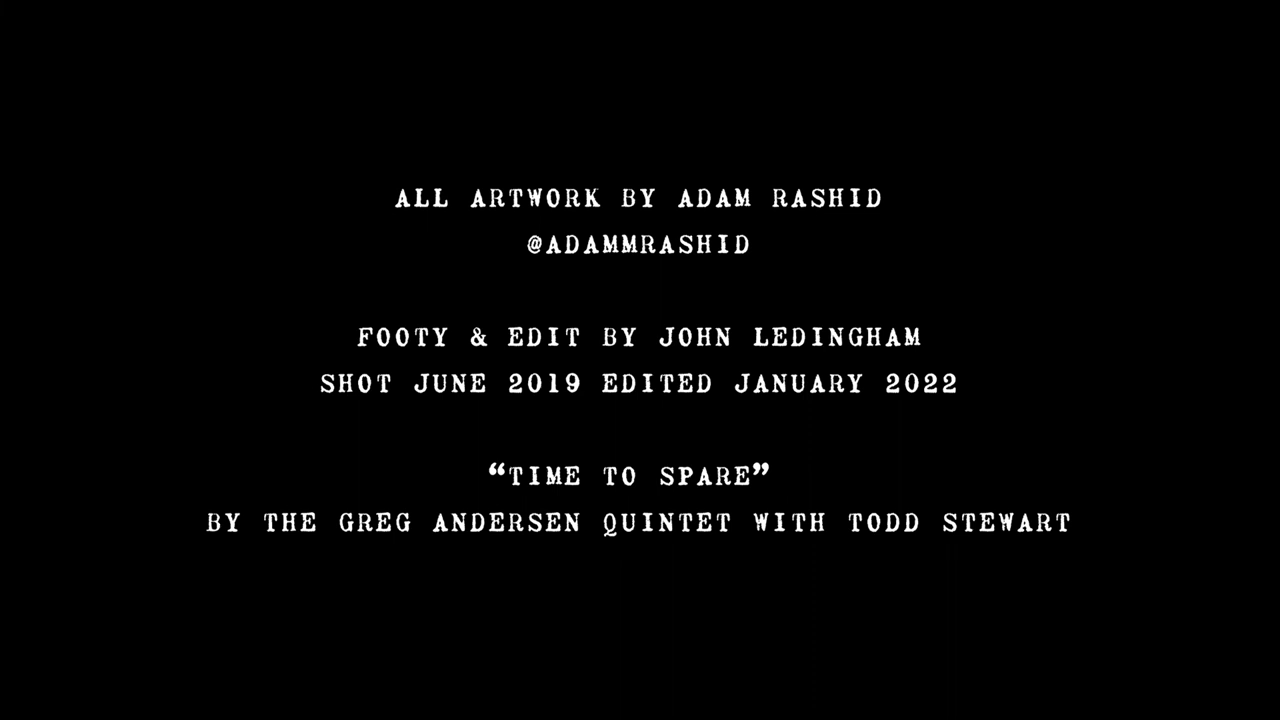 ALL ARTWORK BY ADAM RASHID
@ADAMMRASHID
FOOTY & EDIT BY JOHN LEDINGHAM
SHOT JUNE 2019 EDITED JANUARY 2022
“TIME TO SPARE”
BY THE GREG ANDERSEN QUINTET WITH TODD STEWART